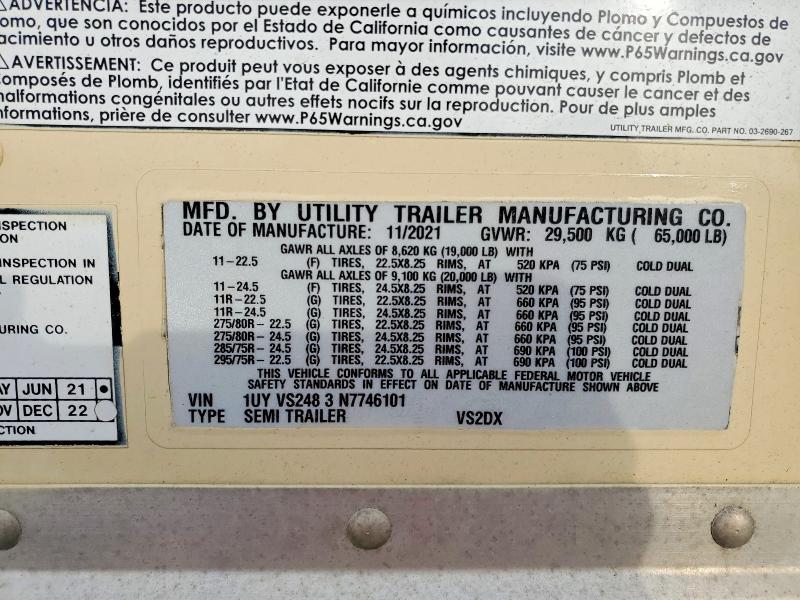 ⚠ADVERTENCIA: Este producto puede exponerle a químicos incluyendo Plomo y Compuestos de
omo, que son conocidos por el Estado de California como causantes de cáncer y defectos de
acimiento u otros daños reproductivos. Para mayor información, visite www.P65Warnings.ca.gov
⚠AVERTISSEMENT: Ce produit peut vous exposer à des agents chimiques, y compris Plomb et
Composés de Plomb, identifiés par l'Etat de Californie comme pouvant causer le cancer et des
malformations congénitales ou autres effets nocifs sur la reproduction. Pour de plus amples
informations, prière de consulter www.P65Warnings.ca.gov
UTILITY TRAILER MFG. CO. PART NO. 03-2690-267
NSPECTION
ION
INSPECTION IN
L REGULATION
URING CO.
AY JUN 21
OV DEC 22
CTION
MFD. BY UTILITY TRAILER MANUFACTURING CO.
DATE OF MANUFACTURE: 11/2021 GVWR: 29,500 KG ( 65,000 LB)
GAWR ALL AXLES OF 8,620 KG (19,000 LB) WITH
11-22.5 (F) TIRES, 22.5X8.25 RIMS, AT 520 KPA (75 PSI) COLD DUAL
GAWR ALL AXLES OF 9,100 KG (20,000 LB) WITH
11-24.5 (F) TIRES, 24.5X8.25 RIMS, AT 520 KPA (75 PSI) COLD DUAL
11R-22.5 (G) TIRES, 22.5X8.25 RIMS, AT 660 KPA (95 PSI) COLD DUAL
11R-24.5 (G) TIRES, 24.5X8.25 RIMS, AT 660 KPA (95 PSI) COLD DUAL
275/80R-22.5 (G) TIRES, 22.5X8.25 RIMS, AT 660 KPA (95 PSI) COLD DUAL
275/80R-24.5 (G) TIRES, 24.5X8.25 RIMS, AT 660 KPA (95 PSI) COLD DUAL
285/75R-24.5 (G) TIRES, 24.5X8.25 RIMS, AT 690 KPA (100 PSI) COLD DUAL
295/75R-22.5 (G) TIRES, 22.5X8.25 RIMS, AT 690 KPA (100 PSI) COLD DUAL
THIS VEHICLE CONFORMS TO ALL APPLICABLE FEDERAL MOTOR VEHICLE
SAFETY STANDARDS IN EFFECT ON DATE OF MANUFACTURE SHOWN ABOVE
VIN 1UY VS248 3 N7746101
TYPE SEMI TRAILER VS2DX